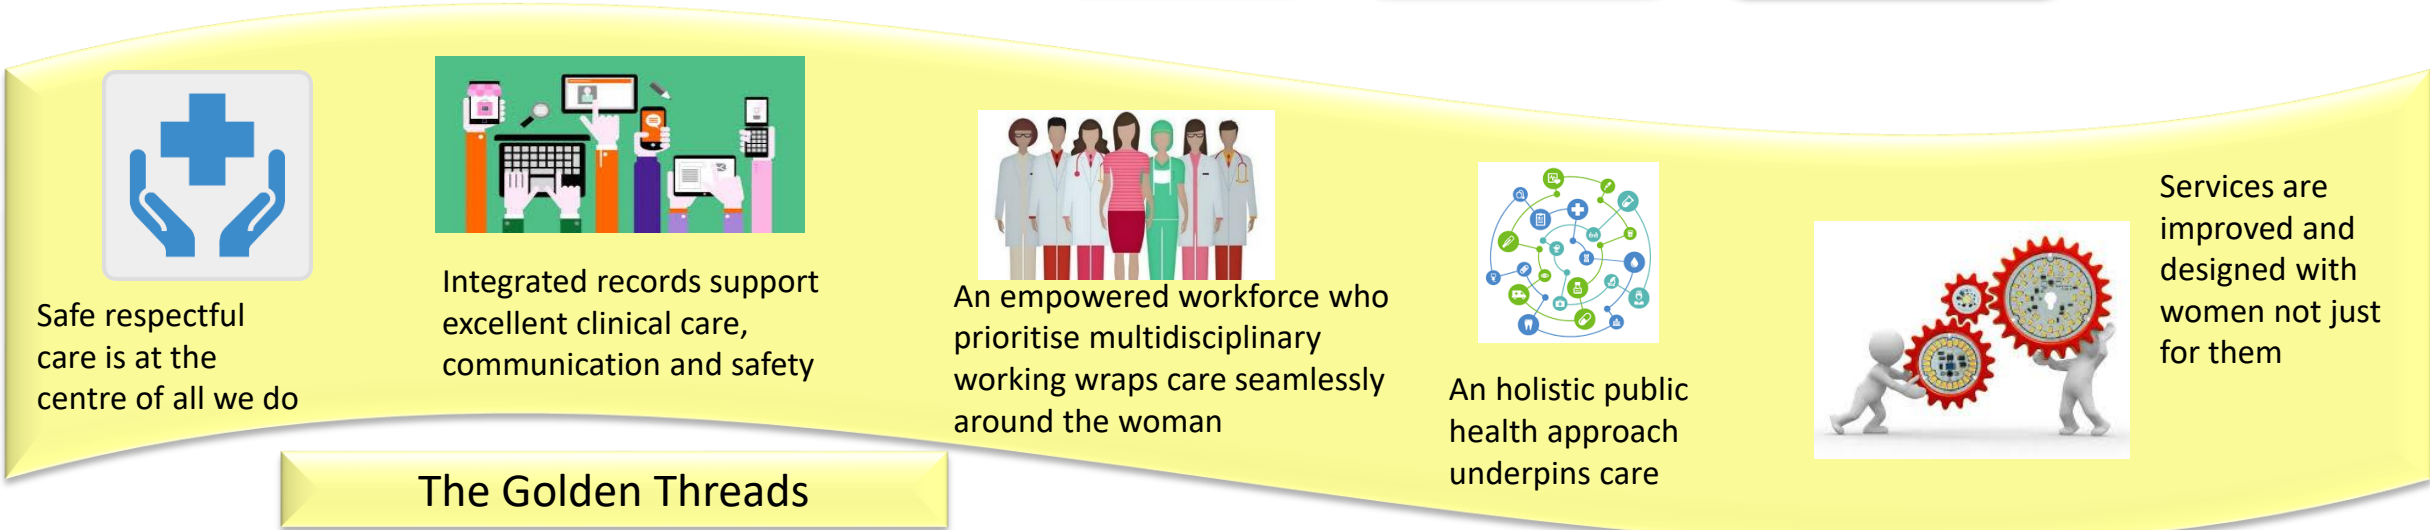 Safe respectful
care is at the
centre of all we do
Integrated records support
excellent clinical care,
communication and safety
An empowered workforce who
prioritise multidisciplinary
working wraps care seamlessly
around the woman
An holistic public
health approach
underpins care
Services are
improved and
designed with
women not just
for them
The Golden Threads